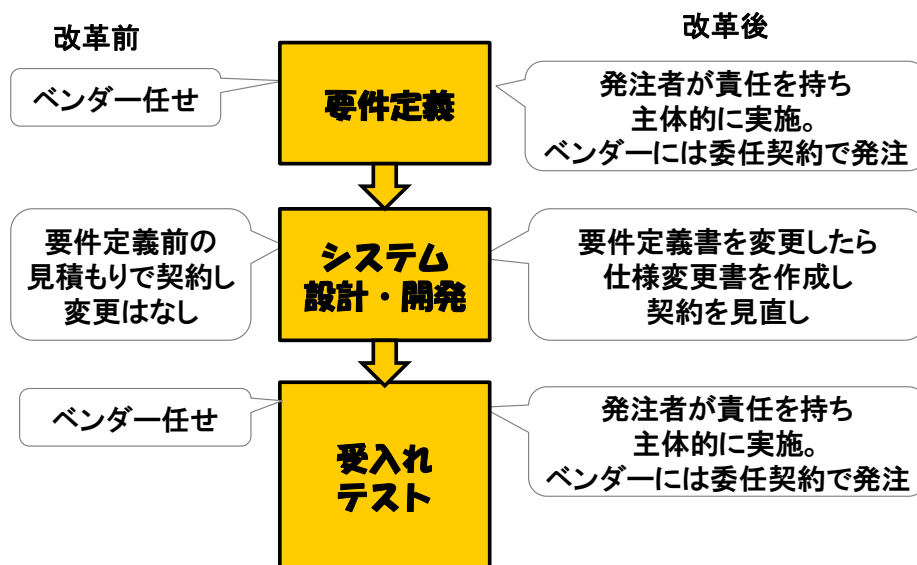 改革前
改革後
ベンダー任せ
要件定義
発注者が責任を持ち
主体的に実施。
ベンダーには委任契約で発注
要件定義前の
見積もりで契約し
変更はなし
システム
設計・開発
要件定義書を変更したら
仕様変更書を作成し
契約を見直し
ベンダー任せ
受入れ
テスト
発注者が責任を持ち
主体的に実施。
ベンダーには委任契約で発注